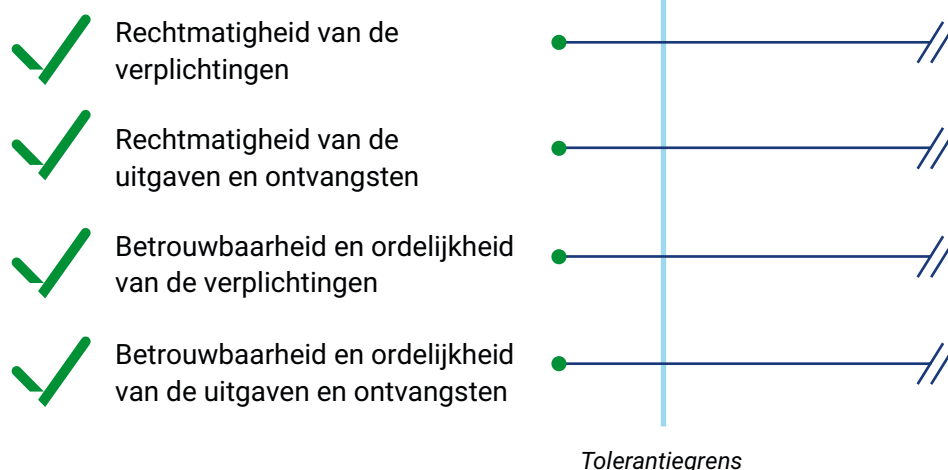 Rechtmatigheid van de
verplichtingen
Rechtmatigheid van de
uitgaven en ontvangsten
Betrouwbaarheid en ordelijkheid
van de verplichtingen
Betrouwbaarheid en ordelijkheid
van de uitgaven en ontvangsten
Tolerantiegrens